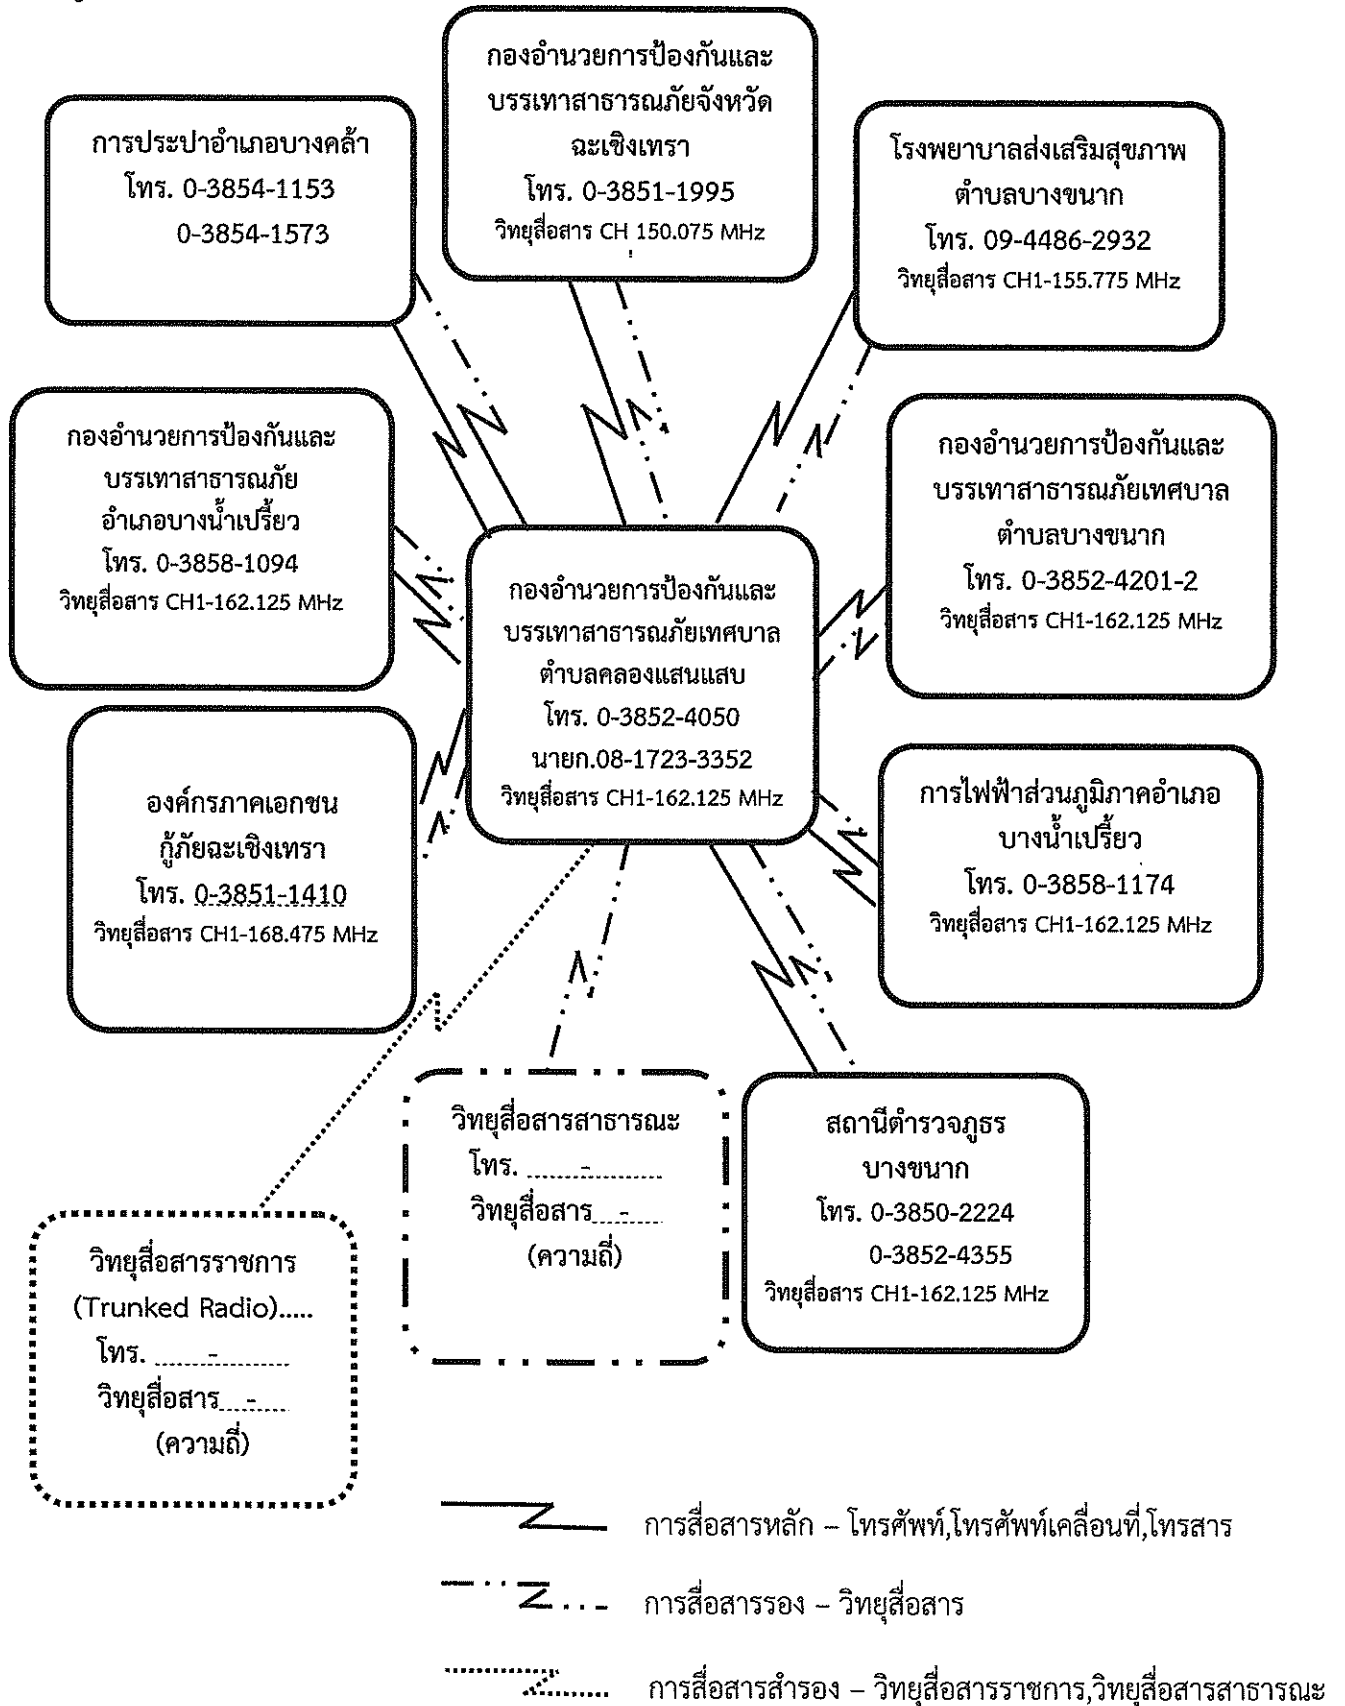 กองอำนวยการป้องกันและ
บรรเทาสาธารณภัยจังหวัด
ฉะเชิงเทรา
โทร. 0-3851-1995
วิทยุสื่อสาร CH 150.075 MHz
การประปาอำเภอบางคล้า
โทร. 0-3854-1153
0-3854-1573
โรงพยาบาลส่งเสริมสุขภาพ
ตำบลบางขนาก
โทร. 09-4486-2932
วิทยุสื่อสาร CH1-155.775 MHz
กองอำนวยการป้องกันและ
บรรเทาสาธารณภัย
อำเภอบางน้ำเปรี้ยว
โทร. 0-3858-1094
วิทยุสื่อสาร CH1-162.125 MHz
กองอำนวยการป้องกันและ
บรรเทาสาธารณภัยเทศบาล
ตำบลบางขนาก
โทร. 0-3852-4201-2
วิทยุสื่อสาร CH1-162.125 MHz
กองอำนวยการป้องกันและ
บรรเทาสาธารณภัยเทศบาล
ตำบลคลองแสนแสบ
โทร. 0-3852-4050
นายก.08-1723-3352
วิทยุสื่อสาร CH1-162.125 MHz
องค์กรภาคเอกชน
กู้ภัยฉะเชิงเทรา
โทร. 0-3851-1410
วิทยุสื่อสาร CH1-168.475 MHz
การไฟฟ้าส่วนภูมิภาคอำเภอ
บางน้ำเปรี้ยว
โทร. 0-3858-1174
วิทยุสื่อสาร CH1-162.125 MHz
วิทยุสื่อสารสาธารณะ
โทร. ......-.........
วิทยุสื่อสาร...-....
(ความถี่)
สถานีตำรวจภูธร
บางขนาก
โทร. 0-3850-2224
0-3852-4355
วิทยุสื่อสาร CH1-162.125 MHz
วิทยุสื่อสารราชการ
(Trunked Radio).....
โทร. ......-.........
วิทยุสื่อสาร...-....
(ความถี่)
การสื่อสารหลัก – โทรศัพท์,โทรศัพท์เคลื่อนที่,โทรสาร
การสื่อสารรอง – วิทยุสื่อสาร
การสื่อสารสำรอง – วิทยุสื่อสารราชการ,วิทยุสื่อสารสาธารณะ